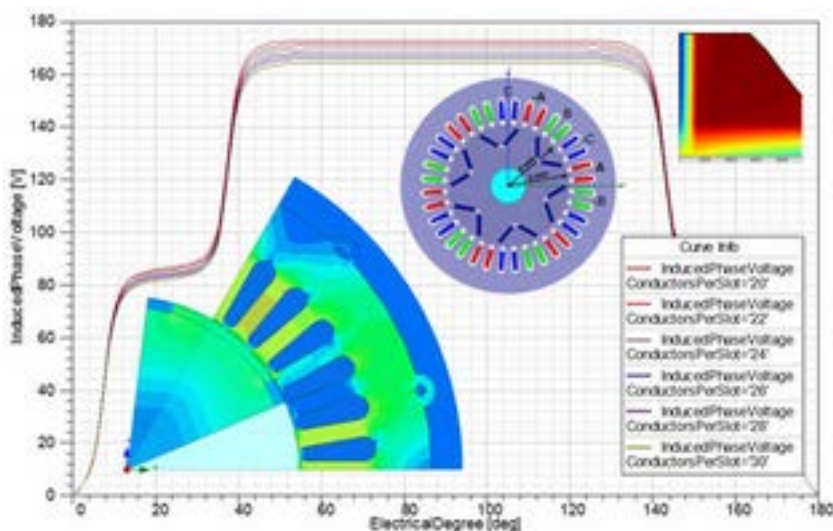 180
160
140
120
100
80
60
40
20
0
InducedPhaseVoltage [V]
0 20 40 60 80 100 120 140 160 180
ElectricalDegree [deg]
C
-A
B
C
A
-B
Curve Info
InducedPhaseVoltage
ConductorsPerSlot='20'
InducedPhaseVoltage
ConductorsPerSlot='22'
InducedPhaseVoltage
ConductorsPerSlot='24'
InducedPhaseVoltage
ConductorsPerSlot='26'
InducedPhaseVoltage
ConductorsPerSlot='28'
InducedPhaseVoltage
ConductorsPerSlot='30'